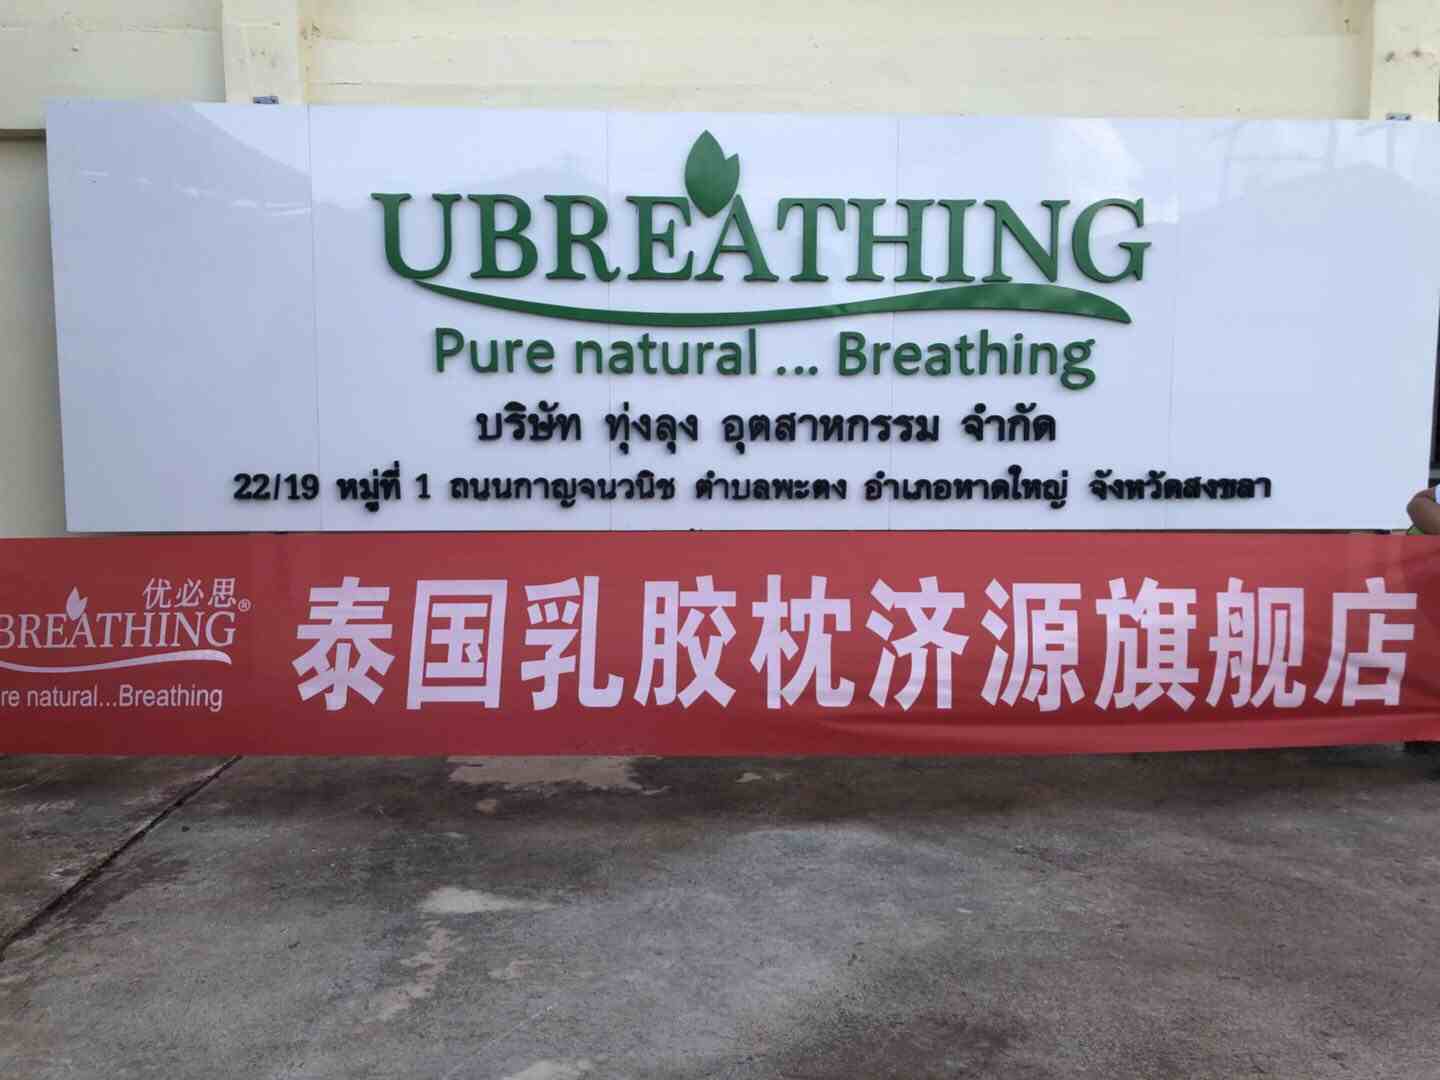 UBREATHING
Pure natural ... Breathing
บริษัท ทุ่งลุง อุตสาหกรรม จำกัด
22/19 หมู่ที่ 1 ถนนกาญจนวนิช ตำบลพะตง อำเภอหาดใหญ่ จังหวัดสงขลา
优必思®
BREATHING
re natural...Breathing
泰国乳胶枕济源旗舰店